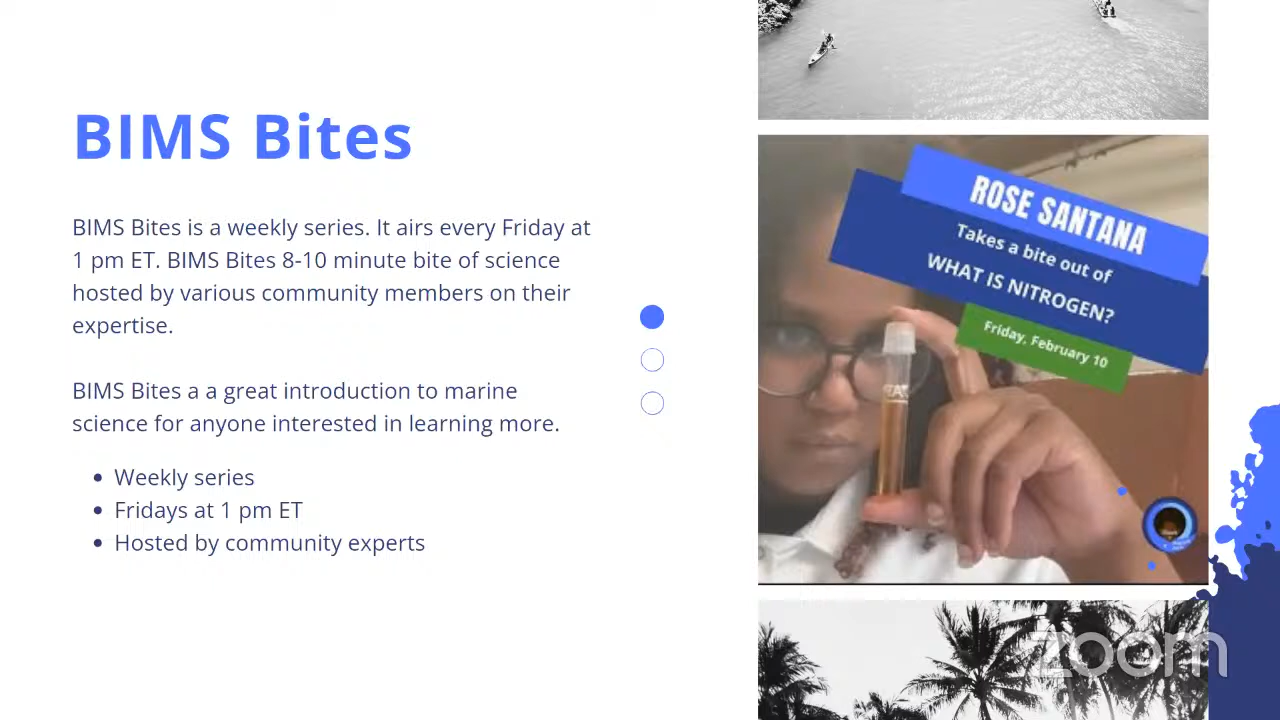 BIMS Bites
BIMS Bites is a weekly series. It airs every Friday at
1 pm ET. BIMS Bites 8-10 minute bite of science
hosted by various community members on their
expertise.
BIMS Bites a a great introduction to marine
science for anyone interested in learning more.
• Weekly series
• Fridays at 1 pm ET
• Hosted by community experts
ROSE SANTANA
Takes a bite out of
WHAT IS NITROGEN?
Friday, February 10
zoom